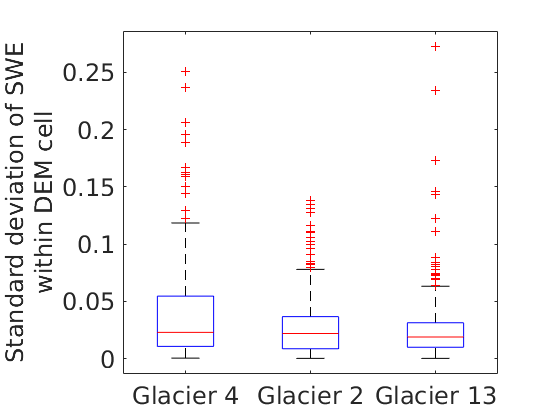 Standard deviation of SWE
within DEM cell
0.25
0.2
0.15
0.1
0.05
0
Glacier 4 Glacier 2 Glacier 13